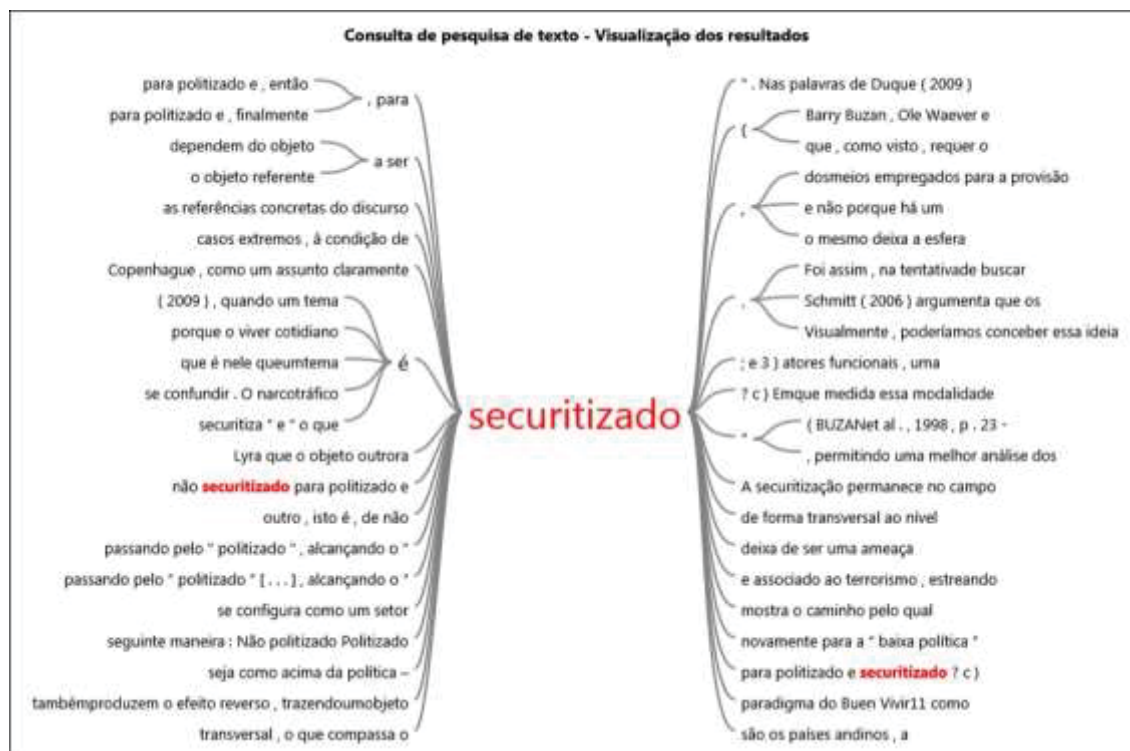 Consulta de pesquisa de texto - Visualização dos resultados
para politizado e , então
para politizado e , finalmente
, para
dependem do objeto
o objeto referente
a ser
as referências concretas do discurso
casos extremos , à condição de
Copenhague , como um assunto claramente
( 2009 ) , quando um tema
porque o viver cotidiano
que é nele queumtema
se confundir . O narcotráfico
securitiza " e " o que
é
Lyra que o objeto outrora
não securitizado para politizado e
outro , isto é , de não
passando pelo " politizado " , alcançando o "
passando pelo " politizado " [ . . . ] , alcançando o "
se configura como um setor
seguinte maneira : Não politizado Politizado
seja como acima da política –
tambémproduzem o efeito reverso , trazendoumobjeto
transversal , o que compassa o
securitizado
" . Nas palavras de Duque ( 2009 )
(
Barry Buzan , Ole Waever e
que , como visto , requer o
,
dosmeios empregados para a provisão
e não porque há um
o mesmo deixa a esfera
.
Foi assim , na tentativade buscar
Schmitt ( 2006 ) argumenta que os
Visualmente , poderíamos conceber essa ideia
; e 3 ) atores funcionais , uma
? c ) Emque medida essa modalidade
"
( BUZANet al . , 1998 , p . 23 -
, permitindo uma melhor análise dos
A securitização permanece no campo
de forma transversal ao nível
deixa de ser uma ameaça
e associado ao terrorismo , estreando
mostra o caminho pelo qual
novamente para a " baixa política "
para politizado e securitizado ? c )
paradigma do Buen Vivir11 como
são os países andinos , a